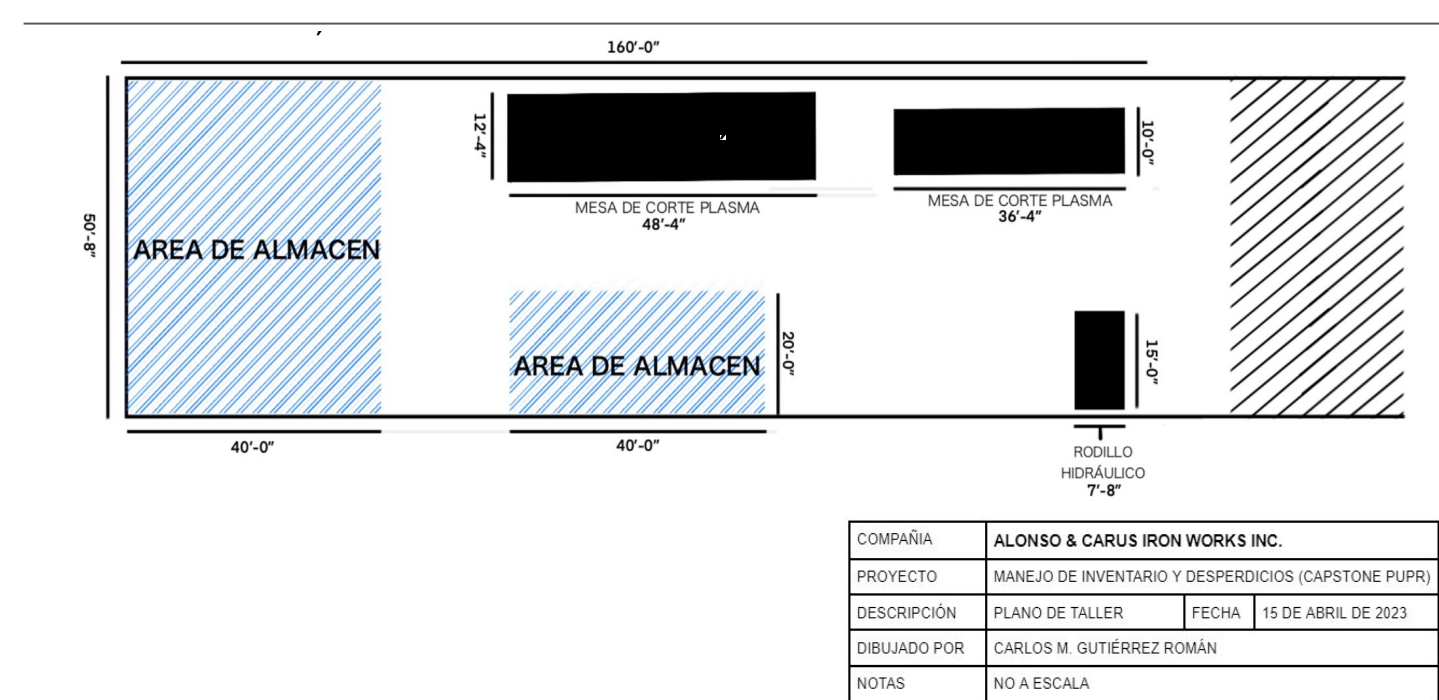 160'-0"
12'-4"
10'-0"
MESA DE CORTE PLASMA
48'-4"
MESA DE CORTE PLASMA
36'-4"
50'-8"
AREA DE ALMACEN
AREA DE ALMACEN
20'-0"
15'-0"
40'-0"
40'-0"
RODILLO
HIDRÁULICO
7'-8"
COMPAÑIA ALONSO & CARUS IRON WORKS INC.
PROYECTO MANEJO DE INVENTARIO Y DESPERDICIOS (CAPSTONE PUPR)
DESCRIPCIÓN PLANO DE TALLER FECHA 15 DE ABRIL DE 2023
DIBUJADO POR CARLOS M. GUTIÉRREZ ROMÁN
NOTAS NO A ESCALA